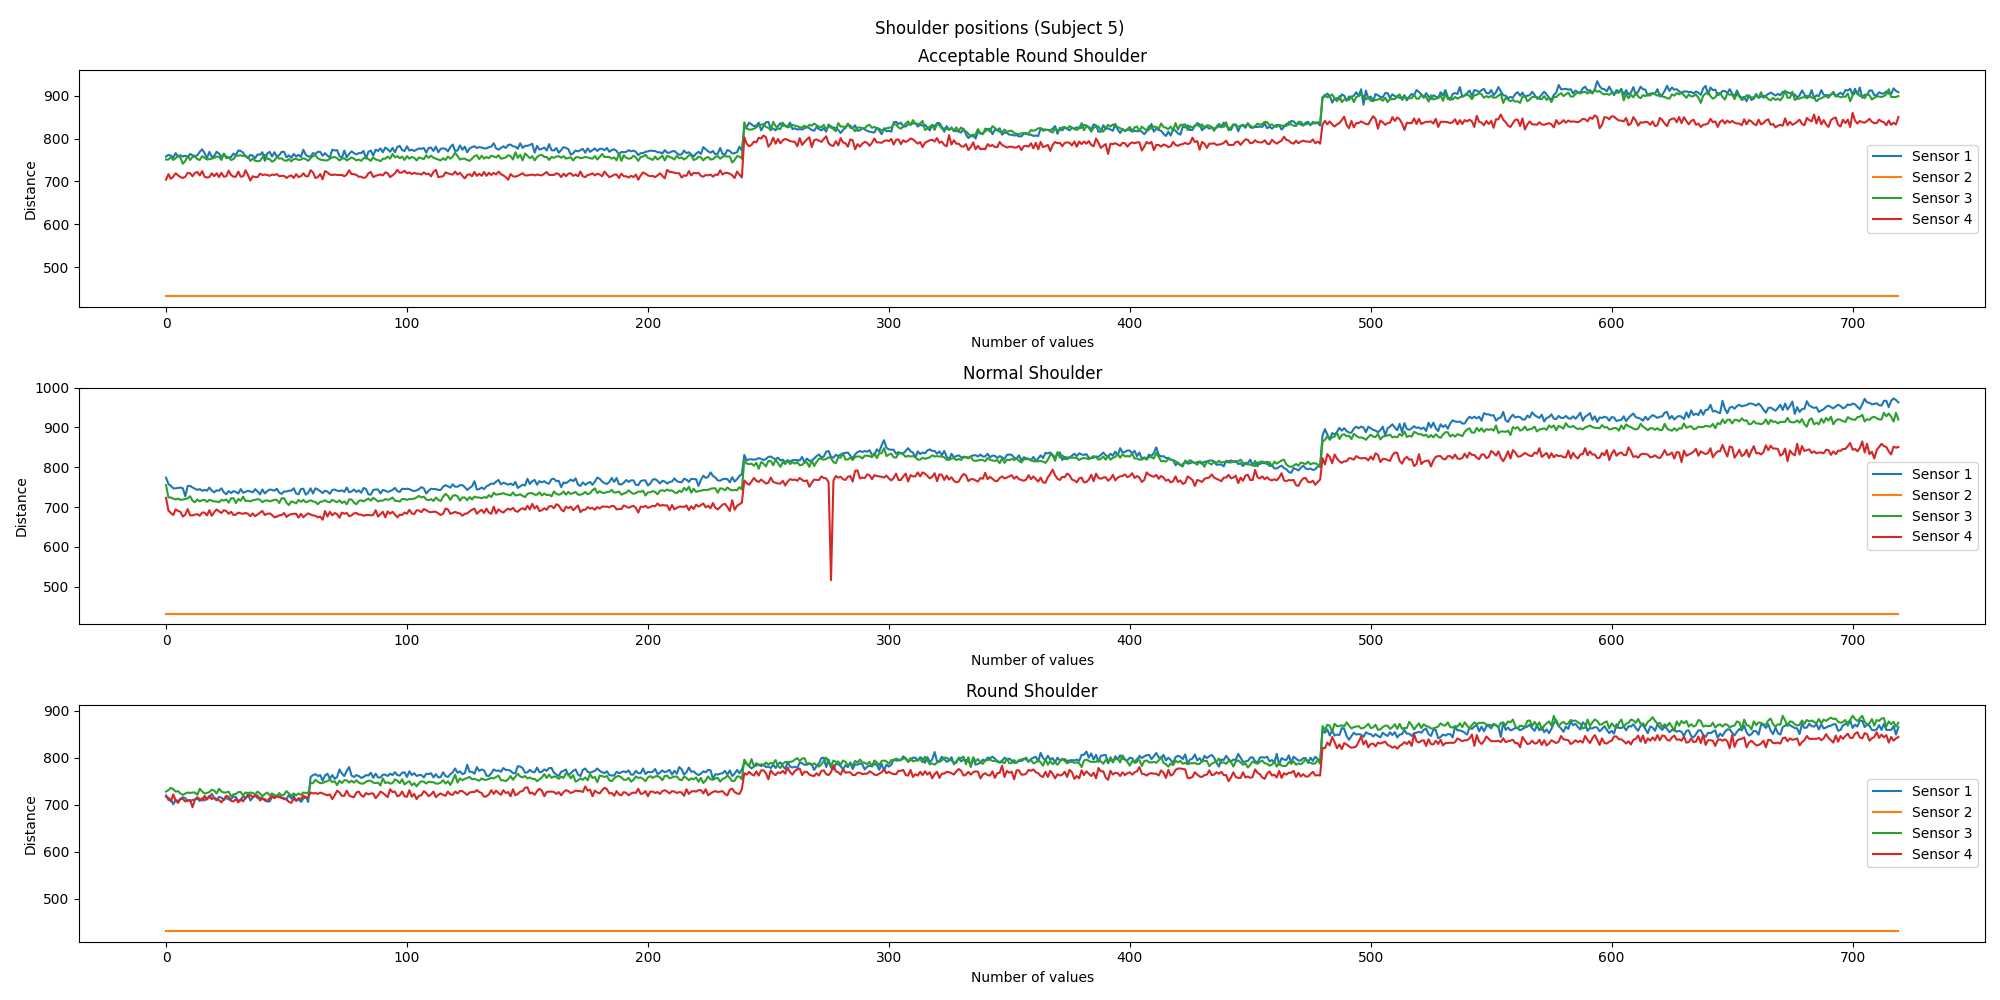 Shoulder positions (Subject 5)
Acceptable Round Shoulder
Distance
900
800
700
600
500
0 100 200 300 400 500 600 700
Number of values
Sensor 1
Sensor 2
Sensor 3
Sensor 4
Normal Shoulder
Distance
1000
900
800
700
600
500
0 100 200 300 400 500 600 700
Number of values
Sensor 1
Sensor 2
Sensor 3
Sensor 4
Round Shoulder
Distance
900
800
700
600
500
0 100 200 300 400 500 600 700
Number of values
Sensor 1
Sensor 2
Sensor 3
Sensor 4